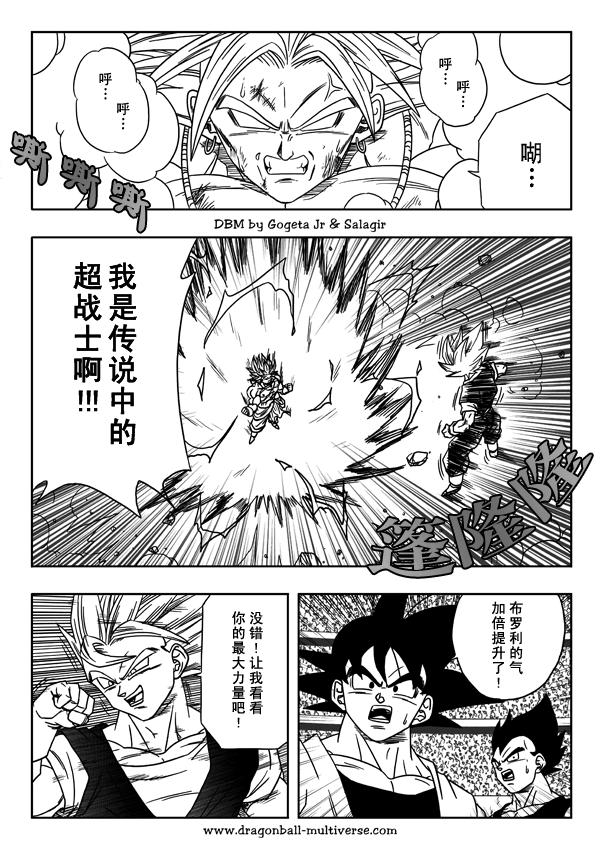 呼…
呼…
呼…
呼…
嘝…
嘶嘶嘶
DBM by Gogeta Jr & Salagir
我是传说中的
超战士啊!!!
篷隆隆
没错！让我看看
你的最大力量吧！
布罗利的气
加倍提升了！
www.dragonball-multiverse.com